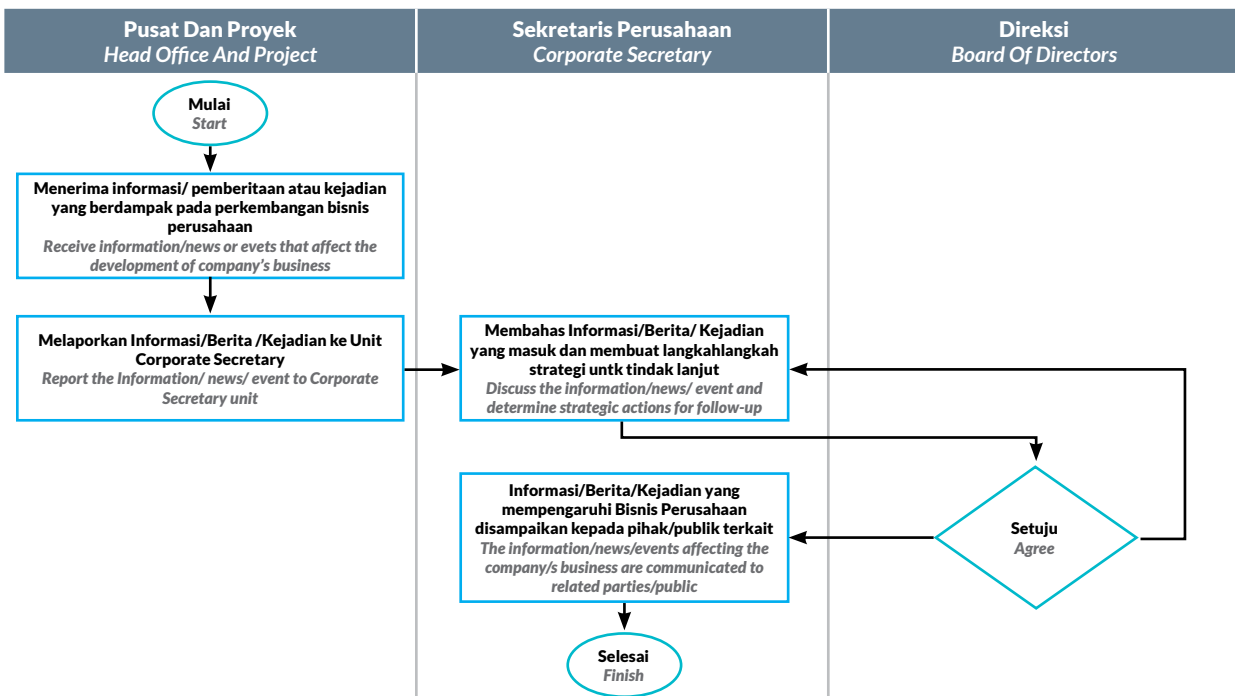 Pusat Dan Proyek
Head Office And Project
Sekretaris Perusahaan
Corporate Secretary
Direksi
Board Of Directors
Mulai
Start
Menerima informasi/ pemberitaan atau kejadian
yang berdampak pada perkembangan bisnis
perusahaan
Receive information/news or evets that affect the
development of company's business
Melaporkan Informasi/Berita /Kejadian ke Unit
Corporate Secretary
Report the Information/ news/ event to Corporate
Secretary unit
Membahas Informasi/Berita/ Kejadian
yang masuk dan membuat langkahlangkah
strategi untk tindak lanjut
Discuss the information/news/ event and
determine strategic actions for follow-up
Setuju
Agree
Informasi/Berita/Kejadian yang
mempengaruhi Bisnis Perusahaan
disampaikan kepada pihak/publik terkait
The information/news/events affecting the
company/s business are communicated to
related parties/public
Selesai
Finish